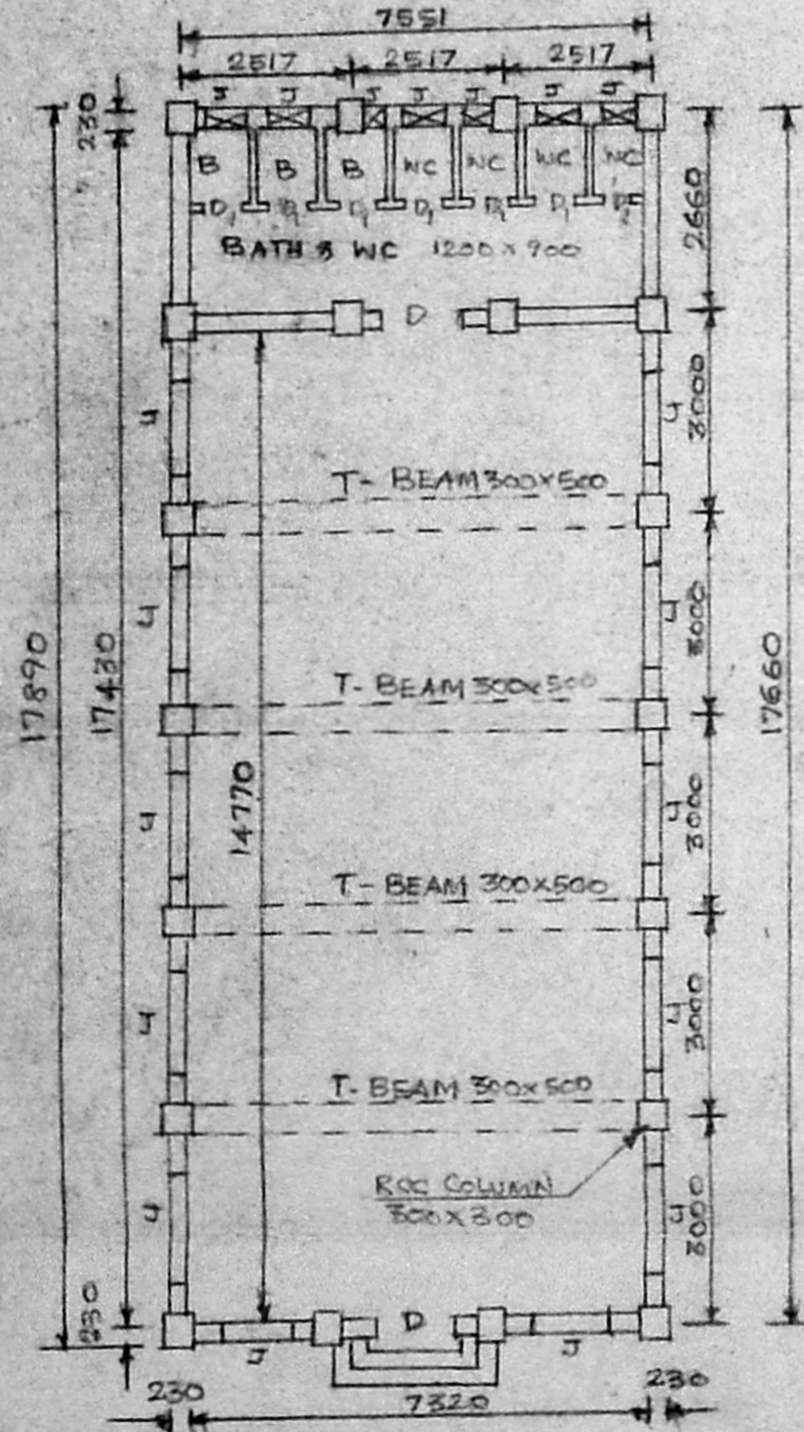 7551
2517 2517 2517
J J J J J J J
230
B B B WC WC WC WC
D1 D1 D1 D1 D1 D1 D1
BATH & WC 1200 x 900
2660
D
3000
J J
T- BEAM 300x500
3000
J J
17890
17430
17660
T- BEAM 300x500
14770
3000
J J
T- BEAM 300x500
3000
J J
T- BEAM 300x500
RCC COLUMN
300x300
3000
J J
230
D
J J
230 7320 230